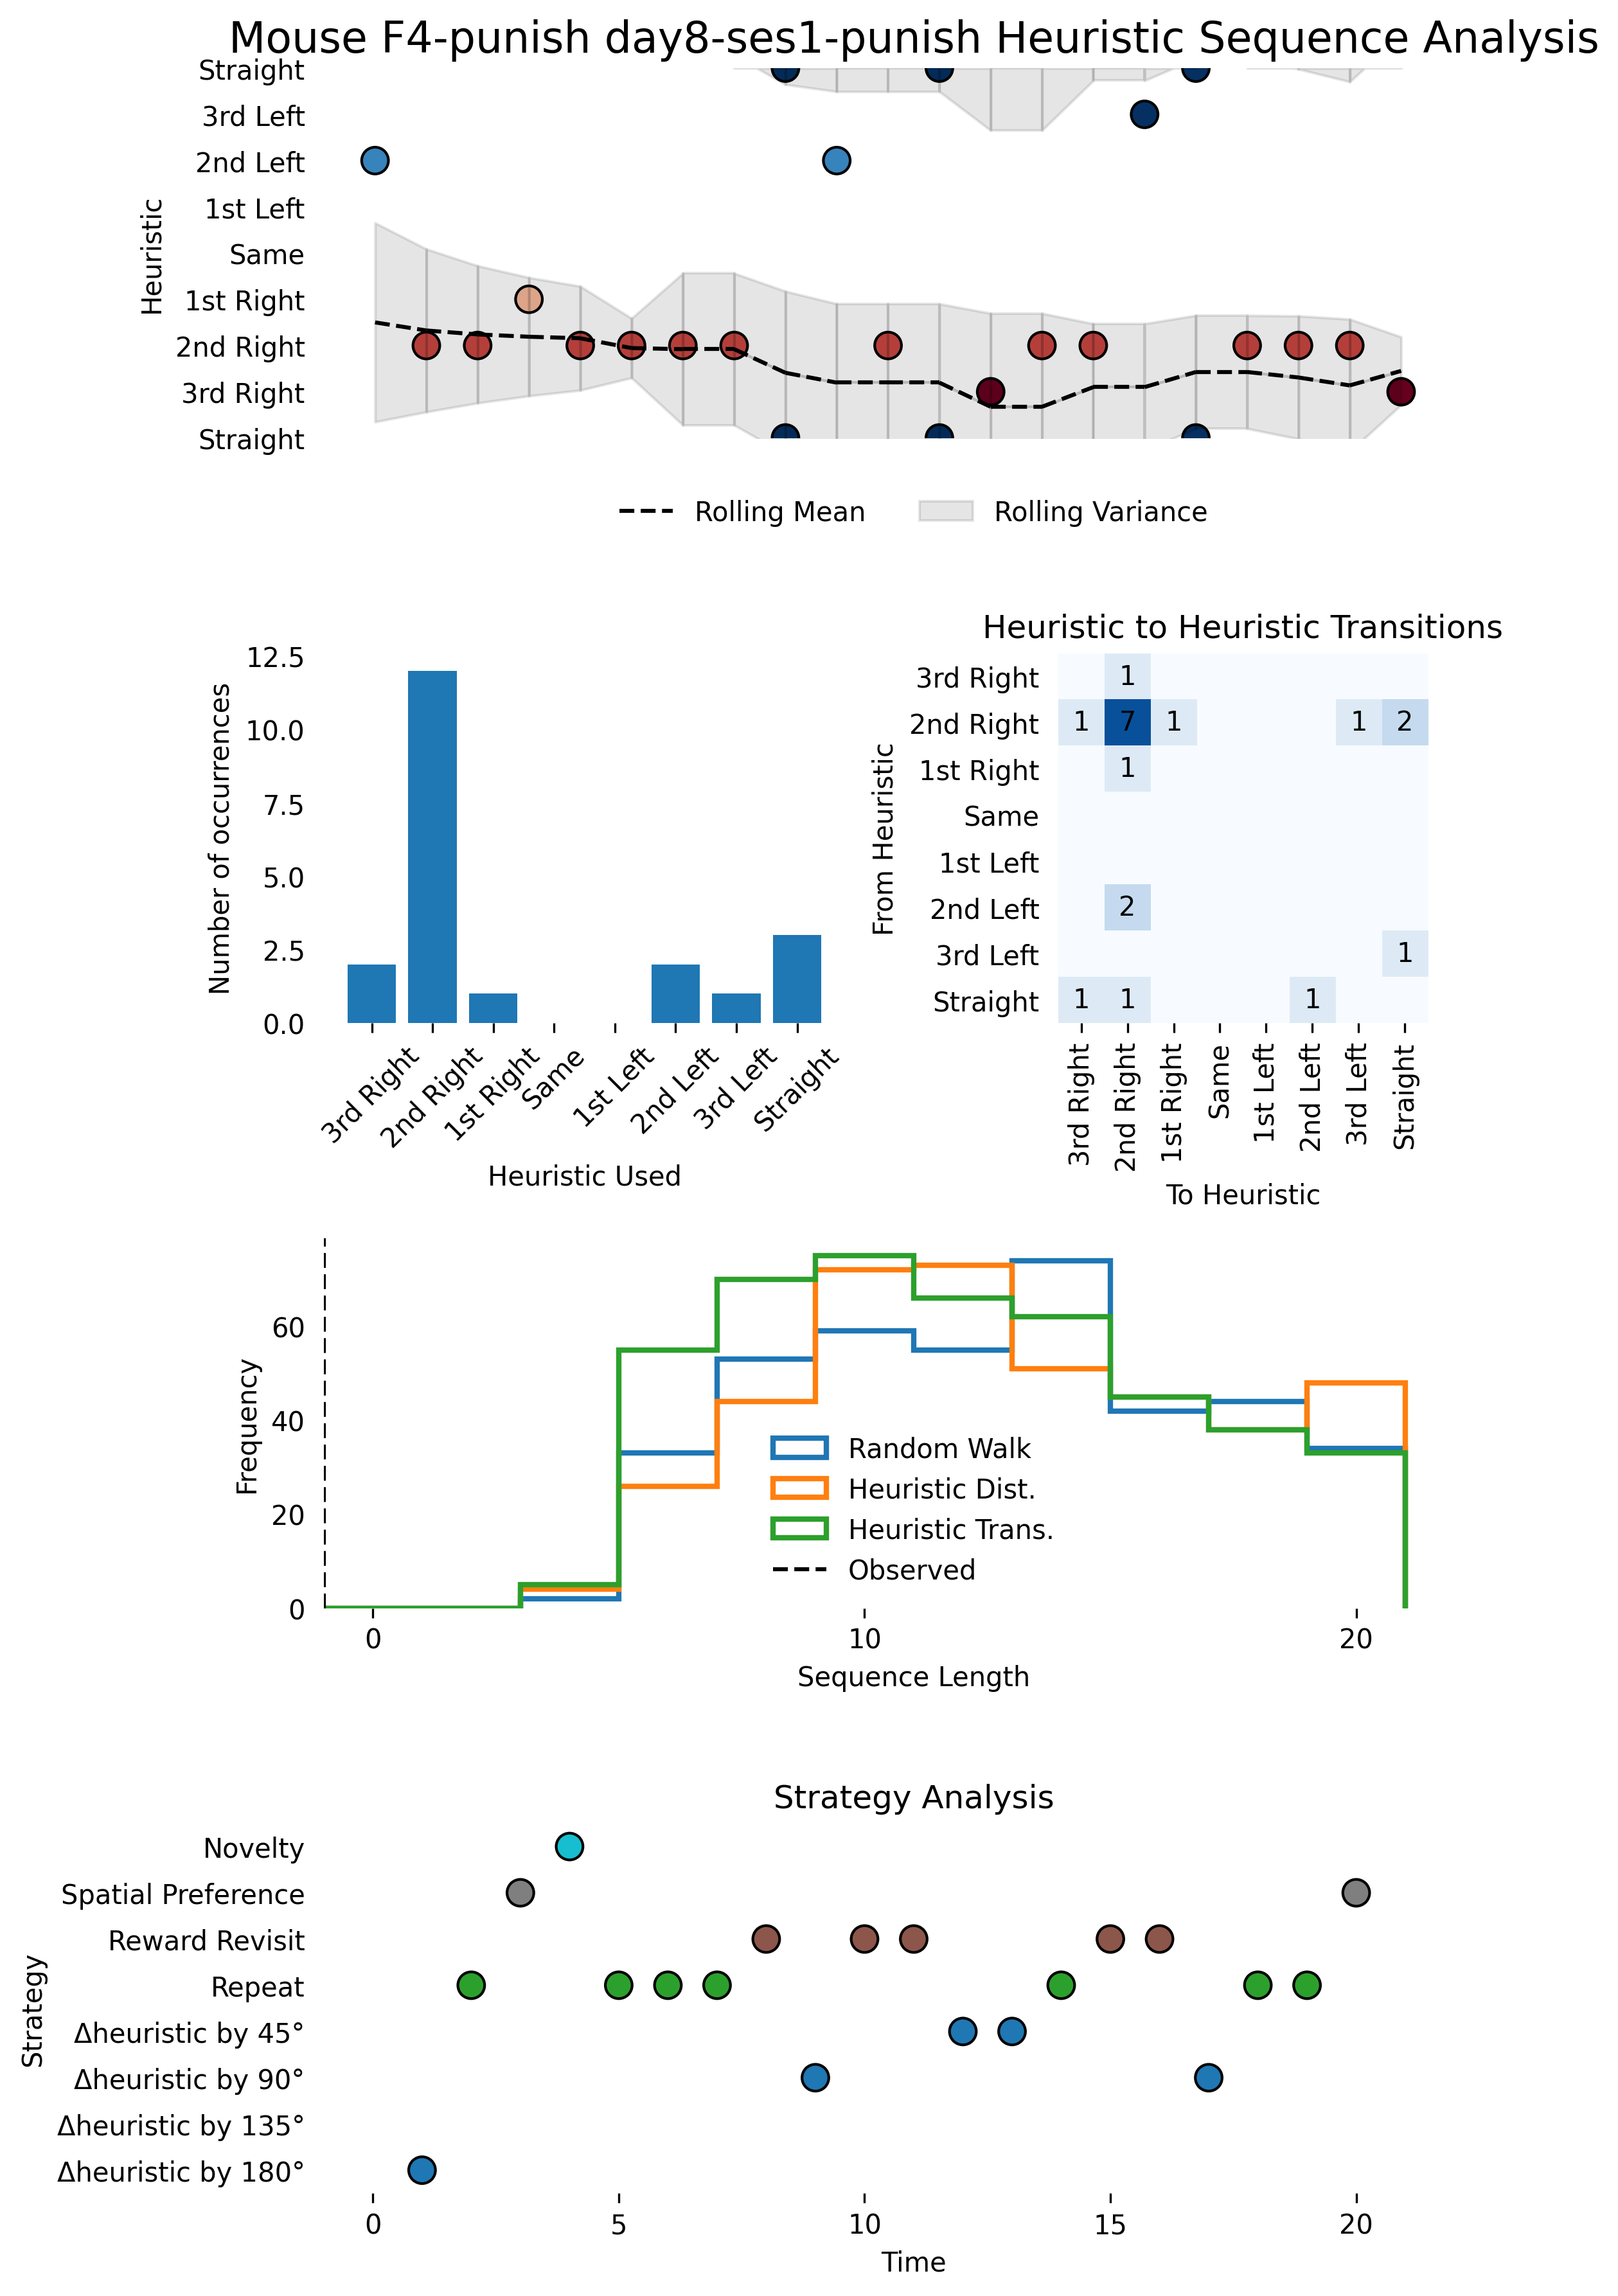 Mouse F4-punish day8-ses1-punish Heuristic Sequence Analysis
Straight
3rd Left
2nd Left
1st Left
Same
1st Right
2nd Right
3rd Right
Straight
Heuristic
Rolling Mean
Rolling Variance
12.5
10.0
7.5
5.0
2.5
0.0
Number of occurrences
3rd Right
2nd Right
1st Right
Same
1st Left
2nd Left
3rd Left
Straight
Heuristic Used
Heuristic to Heuristic Transitions
3rd Right 1
2nd Right 1 7 1 1 2
1st Right 1
Same
1st Left
2nd Left 2
3rd Left 1
Straight 1 1 1
From Heuristic
3rd Right
2nd Right
1st Right
Same
1st Left
2nd Left
3rd Left
Straight
To Heuristic
60
40
20
0
Frequency
Random Walk
Heuristic Dist.
Heuristic Trans.
Observed
0 10 20
Sequence Length
Strategy Analysis
Novelty
Spatial Preference
Reward Revisit
Repeat
Δheuristic by 45°
Δheuristic by 90°
Δheuristic by 135°
Δheuristic by 180°
Strategy
0 5 10 15 20
Time